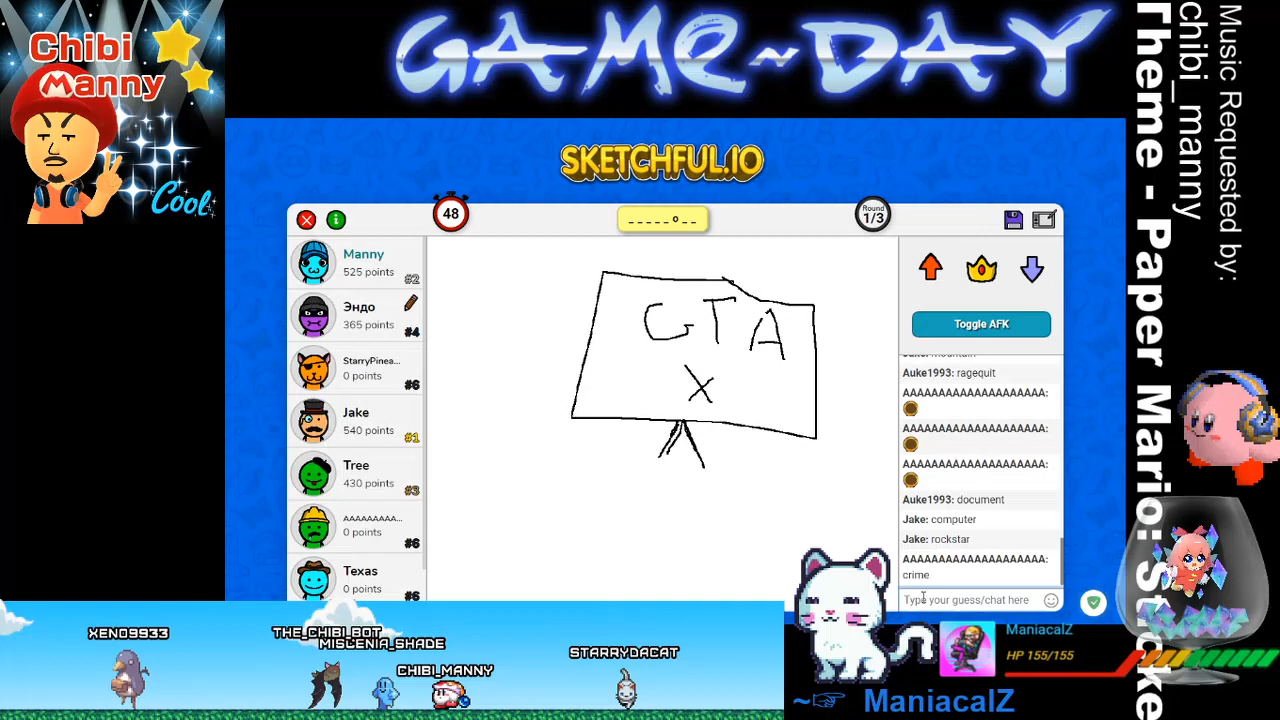 Chibi
Manny
Cool
GAME~DAY
Music Requested by:
chibi_manny
Theme - Paper Mario: Sticke
SKETCHFUL.IO
48
_ _ _ _ _ o _ _
Round
1/3
Manny
525 points
#2
Эндо
365 points
#4
StarryPinea...
0 points
#6
Jake
540 points
#1
Tree
430 points
#3
AAAAAAAAA...
0 points
#6
Texas
0 points
#6
GTA
X
Toggle AFK
Jake: mountain
Auke1993: ragequit
AAAAAAAAAAAAAAAAAAAA:
AAAAAAAAAAAAAAAAAAAA:
AAAAAAAAAAAAAAAAAAAA:
Auke1993: document
Jake: computer
Jake: rockstar
AAAAAAAAAAAAAAAAAAAA:
crime
Type your guess/chat here
XENO9933
THE_CHIBI_BOT
MISLENIA_SHADE
CHIBI_MANNY
STARRYDACAT
ManiacalZ
HP 155/155
~☞ ManiacalZ